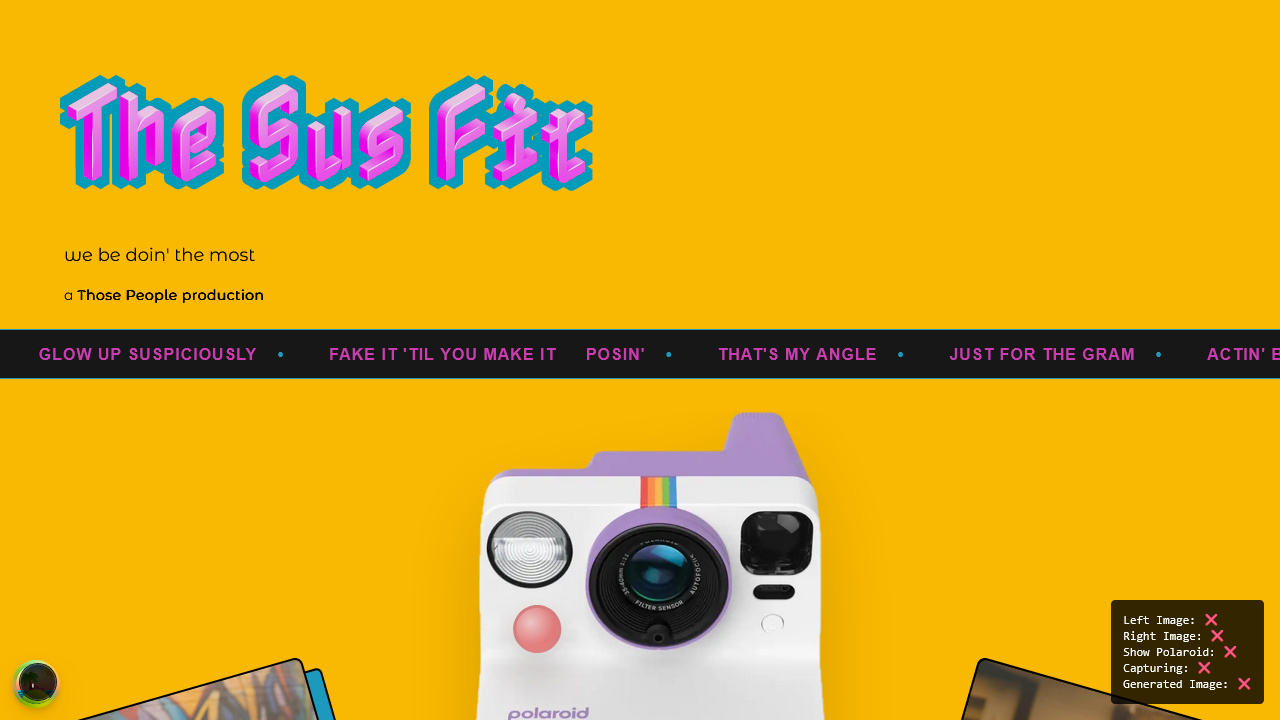 The Sus Fit
we be doin' the most
a Those People production
GLOW UP SUSPICIOUSLY • FAKE IT 'TIL YOU MAKE IT POSIN' • THAT'S MY ANGLE • JUST FOR THE GRAM • ACTIN'
FILTER SENSOR
polaroid
Left Image: ❌
Right Image: ❌
Show Polaroid: ❌
Capturing: ❌
Generated Image: ❌